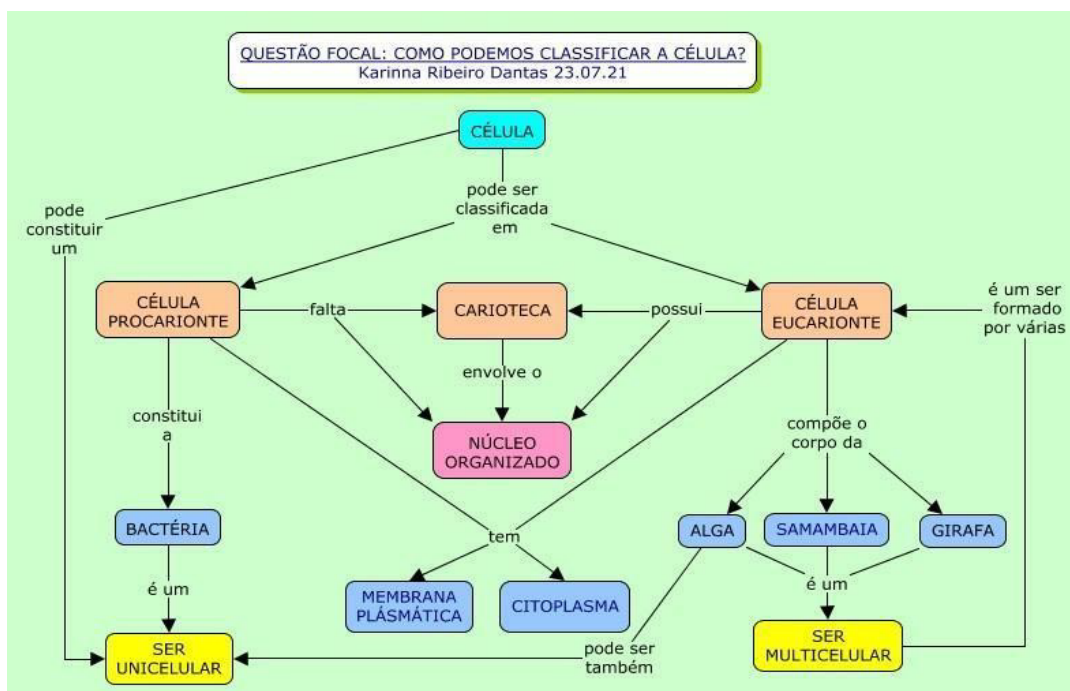 QUESTÃO FOCAL: COMO PODEMOS CLASSIFICAR A CÉLULA?
Karinna Ribeiro Dantas 23.07.21
CÉLULA
pode ser
classificada
em
pode
constituir
um
CÉLULA
PROCARIONTE
falta
CARIOTECA
possui
CÉLULA
EUCARIONTE
é um ser
formado
por várias
envolve o
constitui
a
NÚCLEO
ORGANIZADO
compõe o
corpo da
BACTÉRIA
tem
ALGA
SAMAMBAIA
GIRAFA
é um
MEMBRANA
PLÁSMÁTICA
CITOPLASMA
é um
SER
UNICELULAR
pode ser
também
SER
MULTICELULAR